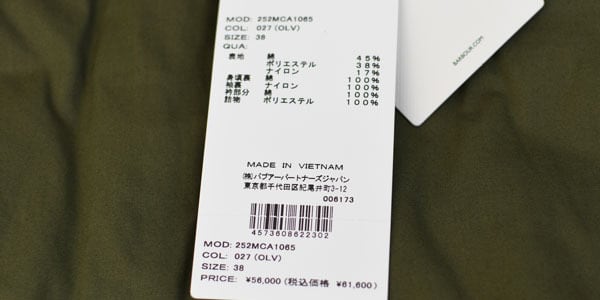 MOD: 252MCA1065
COL: 027 (OLV)
SIZE: 38
QUA:
表地 綿 45%
ポリエステル 38%
ナイロン 17%
身頃裏 綿 100%
袖裏 ナイロン 100%
衿部分 綿 100%
詰物 ポリエステル 100%
MADE IN VIETNAM
(株)バブアーパートナーズジャパン
東京都千代田区紀尾井町3-12
006173
4573608622302
MOD: 252MCA1065
COL: 027 (OLV)
SIZE: 38
PRICE: ¥56,000 (税込価格 ¥61,600)
BARBOUR.COM